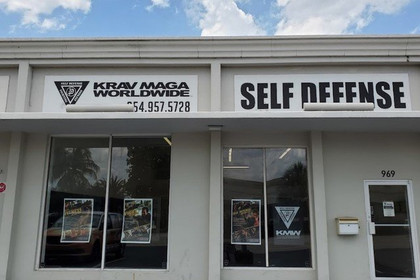 KRAV MAGA
WORLDWIDE
954.957.5728
SELF DEFENSE
969
KMW